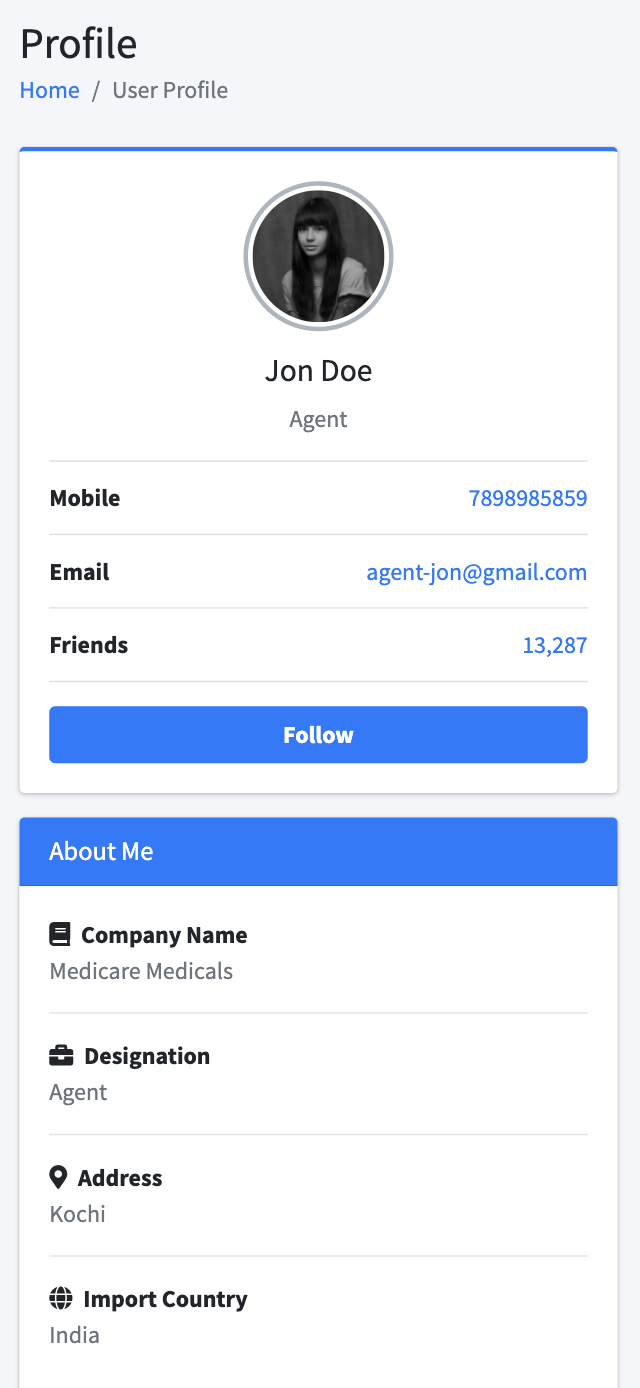 Profile
Home / User Profile
Jon Doe
Agent
Mobile 7898985859
Email agent-jon@gmail.com
Friends 13,287
Follow
About Me
Company Name
Medicare Medicals
Designation
Agent
Address
Kochi
Import Country
India